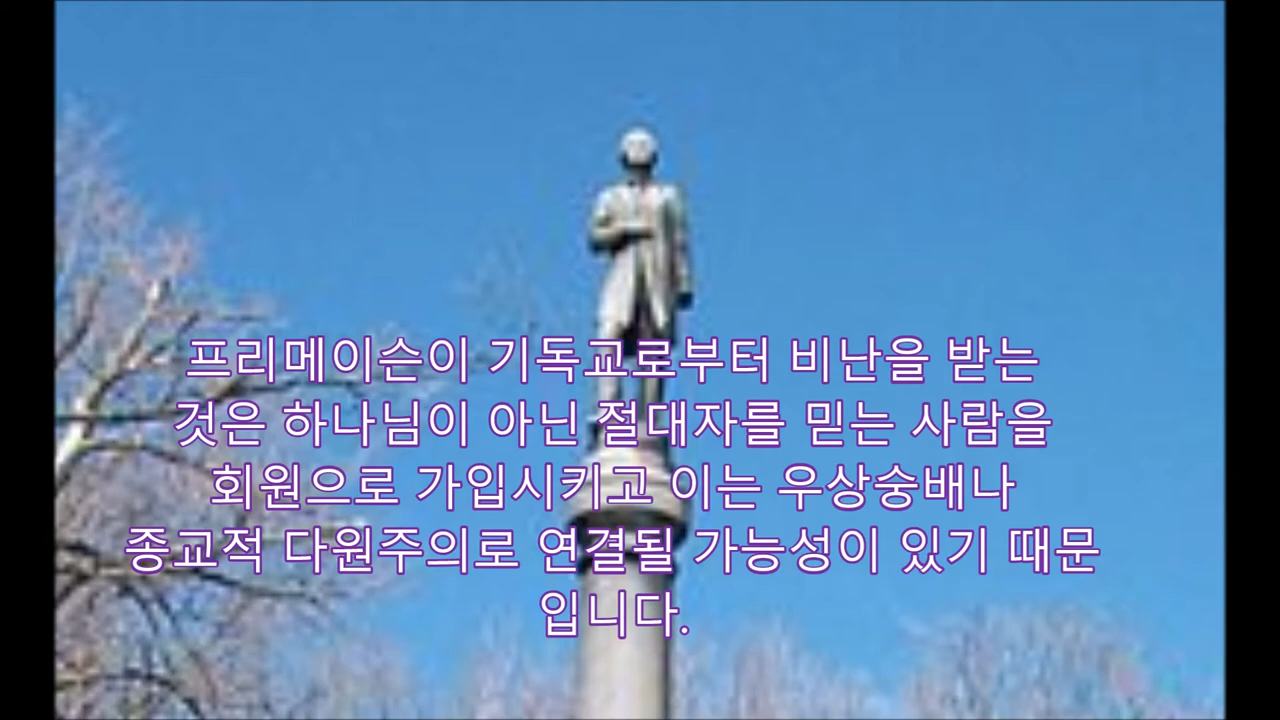 프리메이슨이 기독교로부터 비난을 받는
것은 하나님이 아닌 절대자를 믿는 사람을
회원으로 가입시키고 이는 우상숭배나
종교적 다원주의로 연결될 가능성이 있기 때문
입니다.